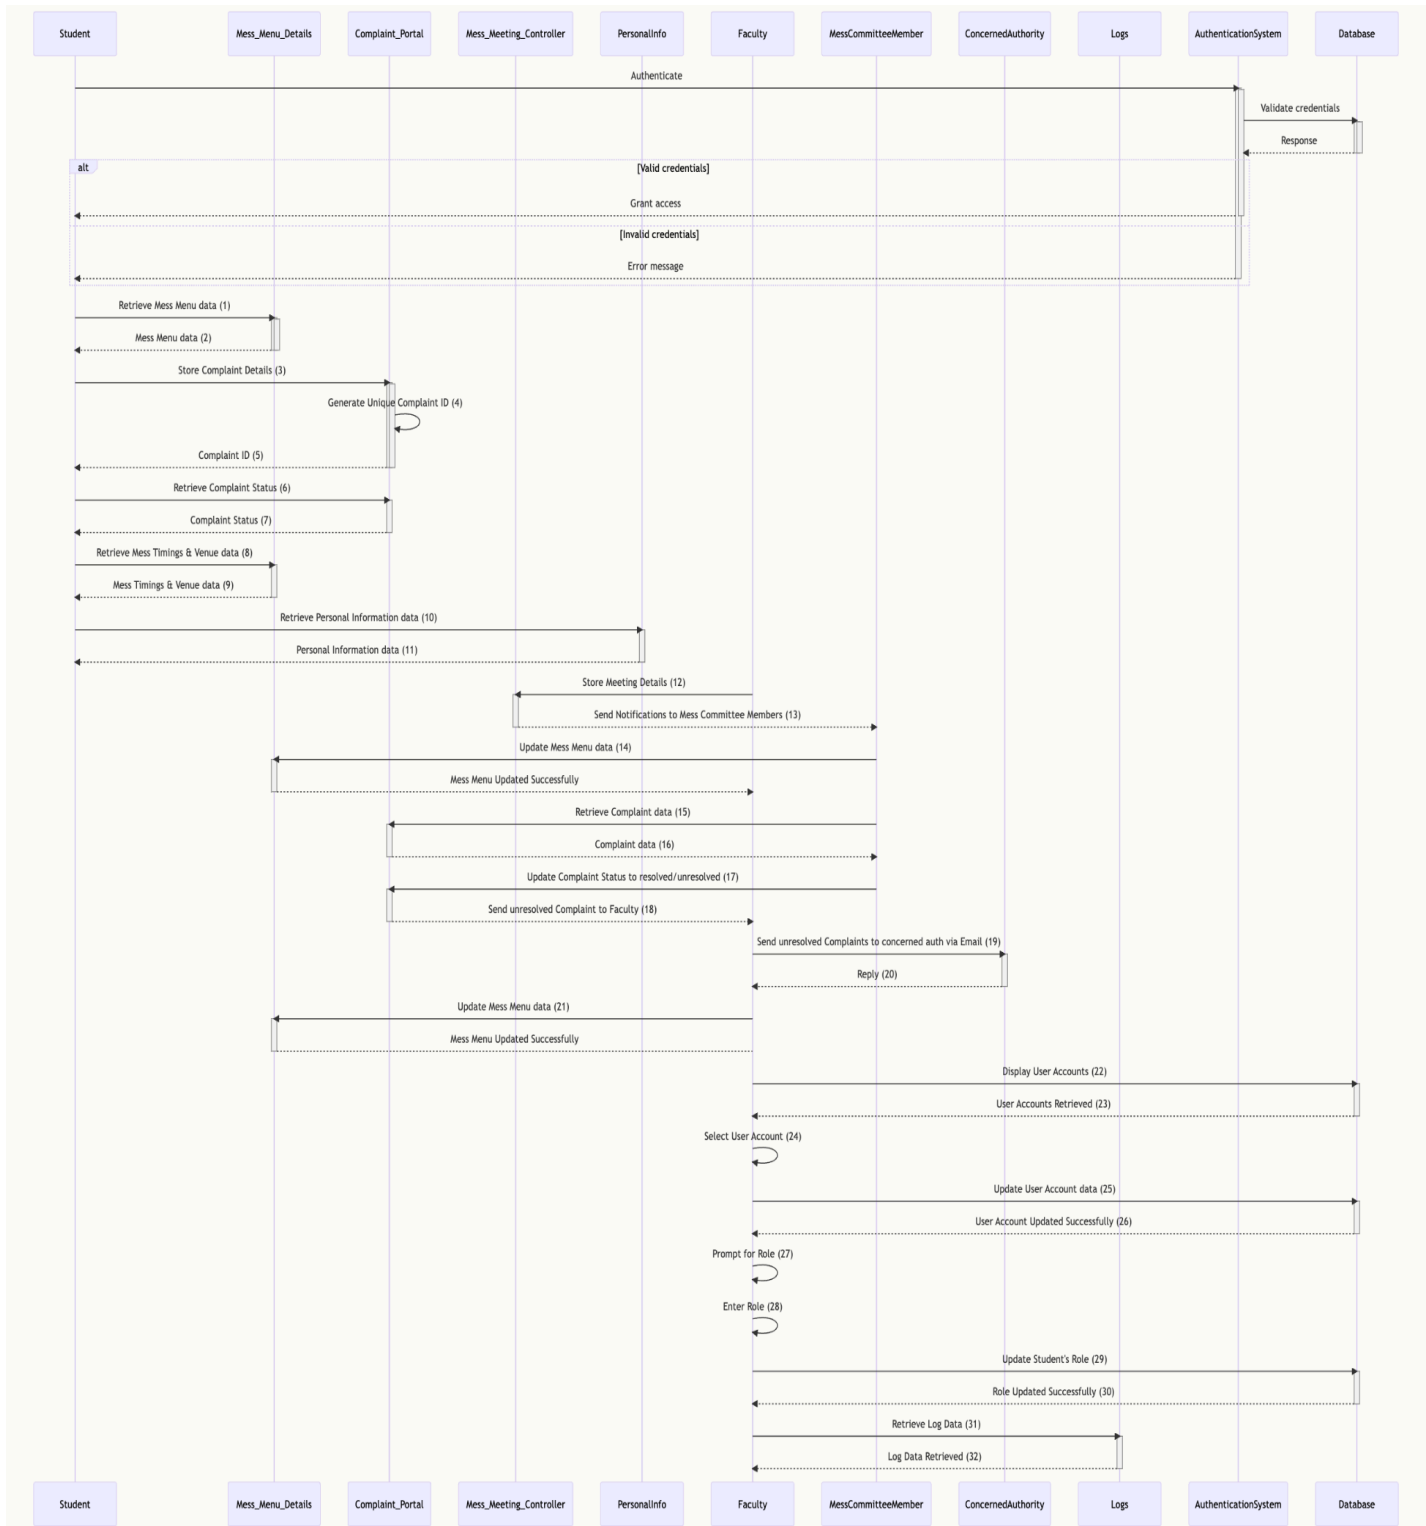 Student
Mess_Menu_Details
Complaint_Portal
Mess_Meeting_Controller
PersonalInfo
Faculty
MessCommitteeMember
ConcernedAuthority
Logs
AuthenticationSystem
Database
Authenticate
Validate credentials
Response
alt
[Valid credentials]
Grant access
[Invalid credentials]
Error message
Retrieve Mess Menu data (1)
Mess Menu data (2)
Store Complaint Details (3)
Generate Unique Complaint ID (4)
Complaint ID (5)
Retrieve Complaint Status (6)
Complaint Status (7)
Retrieve Mess Timings & Venue data (8)
Mess Timings & Venue data (9)
Retrieve Personal Information data (10)
Personal Information data (11)
Store Meeting Details (12)
Send Notifications to Mess Committee Members (13)
Update Mess Menu data (14)
Mess Menu Updated Successfully
Retrieve Complaint data (15)
Complaint data (16)
Update Complaint Status to resolved/unresolved (17)
Send unresolved Complaint to Faculty (18)
Send unresolved Complaints to concerned auth via Email (19)
Reply (20)
Update Mess Menu data (21)
Mess Menu Updated Successfully
Display User Accounts (22)
User Accounts Retrieved (23)
Select User Account (24)
Update User Account data (25)
User Account Updated Successfully (26)
Prompt for Role (27)
Enter Role (28)
Update Student's Role (29)
Role Updated Successfully (30)
Retrieve Log Data (31)
Log Data Retrieved (32)
Student
Mess_Menu_Details
Complaint_Portal
Mess_Meeting_Controller
PersonalInfo
Faculty
MessCommitteeMember
ConcernedAuthority
Logs
AuthenticationSystem
Database